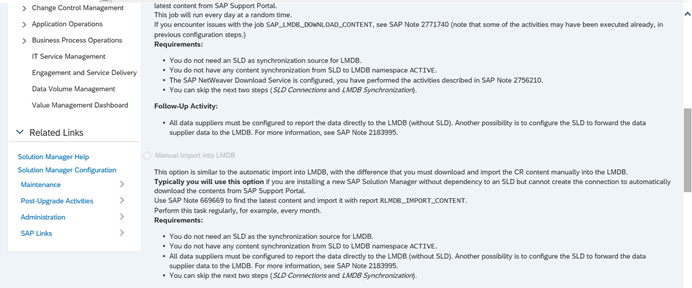 Change Control Management
Application Operations
Business Process Operations
IT Service Management
Engagement and Service Delivery
Data Volume Management
Value Management Dashboard
Related Links
Solution Manager Help
Solution Manager Configuration
Maintenance
Post-Upgrade Activities
Administration
SAP Links
latest content from SAP Support Portal.
This job will run every day at a random time.
If you encounter issues with the job SAP_LMDB_DOWNLOAD_CONTENT, see SAP Note 2771740 (note that some of the activities may have been executed already, in
previous configuration steps.)
Requirements:
• You do not need an SLD as synchronization source for LMDB.
• You do not have any content synchronization from SLD to LMDB namespace ACTIVE.
• The SAP NetWeaver Download Service is configured, you have performed the activities described in SAP Note 2756210.
• You can skip the next two steps (SLD Connections and LMDB Synchronization).
Follow-Up Activity:
• All data suppliers must be configured to report the data directly to the LMDB (without SLD). Another possibility is to configure the SLD to forward the data
supplier data to the LMDB. For more information, see SAP Note 2183995.
Manual Import into LMDB
This option is similar to the automatic import into LMDB, with the difference that you must download and import the CR content manually into the LMDB.
Typically you will use this option if you are installing a new SAP Solution Manager without dependency to an SLD but cannot create the connection to automatically
download the contents from SAP Support Portal.
Use SAP Note 669669 to find the latest content and import it with report RLMDB_IMPORT_CONTENT.
Perform this task regularly, for example, every month.
Requirements:
• You do not need an SLD as the synchronization source for LMDB.
• You do not have any content synchronization from SLD to LMDB namespace ACTIVE.
• All data suppliers must be configured to report the data directly to the LMDB (without SLD). Another possibility is to configure the SLD to forward the data
supplier data to the LMDB. For more information, see SAP Note 2183995.
• You can skip the next two steps (SLD Connections and LMDB Synchronization).